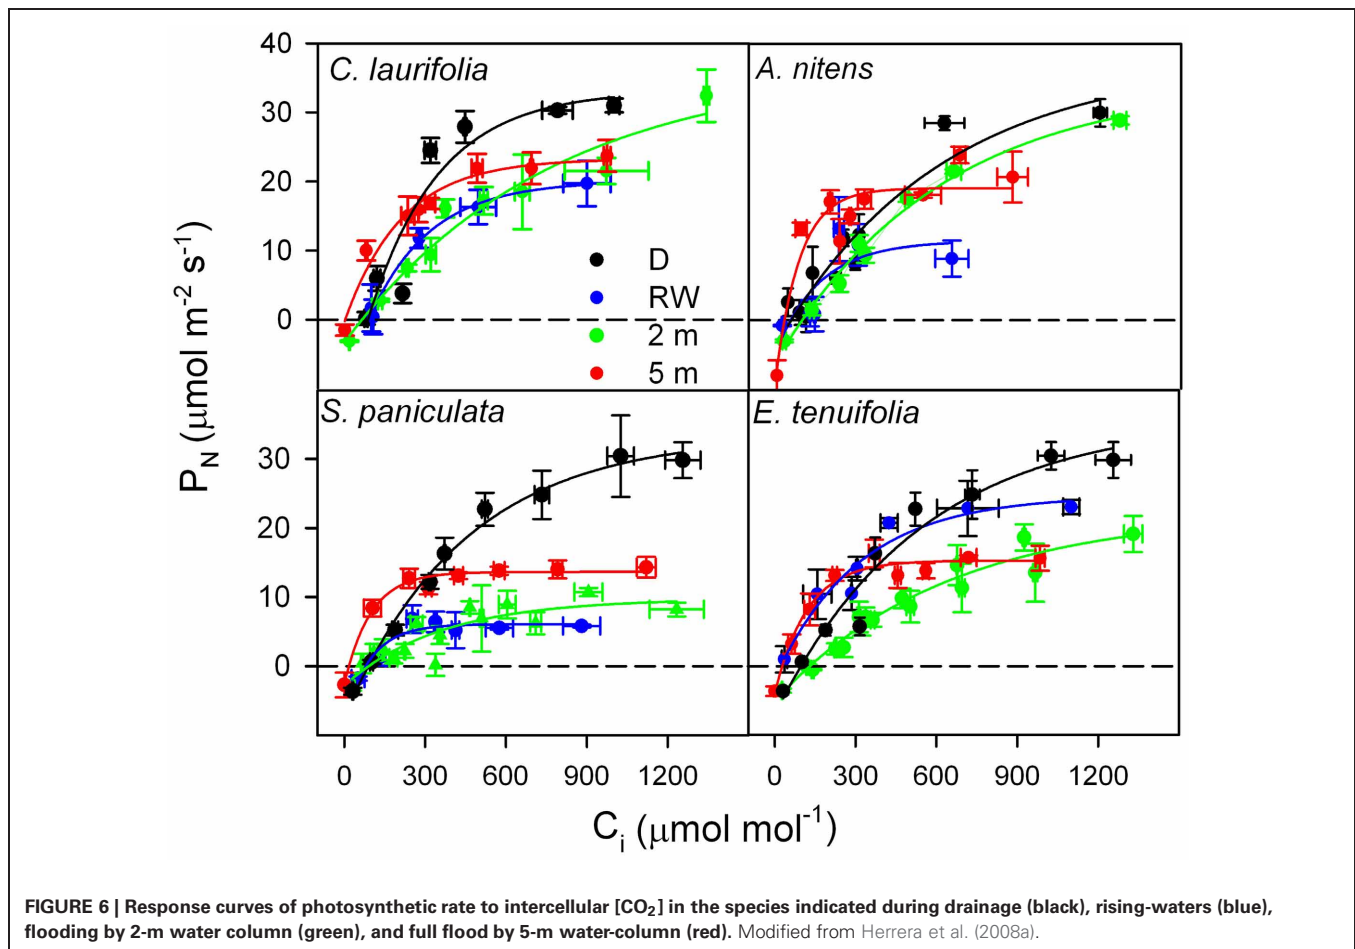 40
30
20
10
0
30
20
10
0
P_N (μmol m⁻² s⁻¹)
C. laurifolia
D
RW
2 m
5 m
A. nitens
S. paniculata
E. tenuifolia
0 300 600 900 1200
0 300 600 900 1200
C_i (μmol mol⁻¹)
FIGURE 6 | Response curves of photosynthetic rate to intercellular [CO₂] in the species indicated during drainage (black), rising-waters (blue),
flooding by 2-m water column (green), and full flood by 5-m water-column (red). Modified from Herrera et al. (2008a).